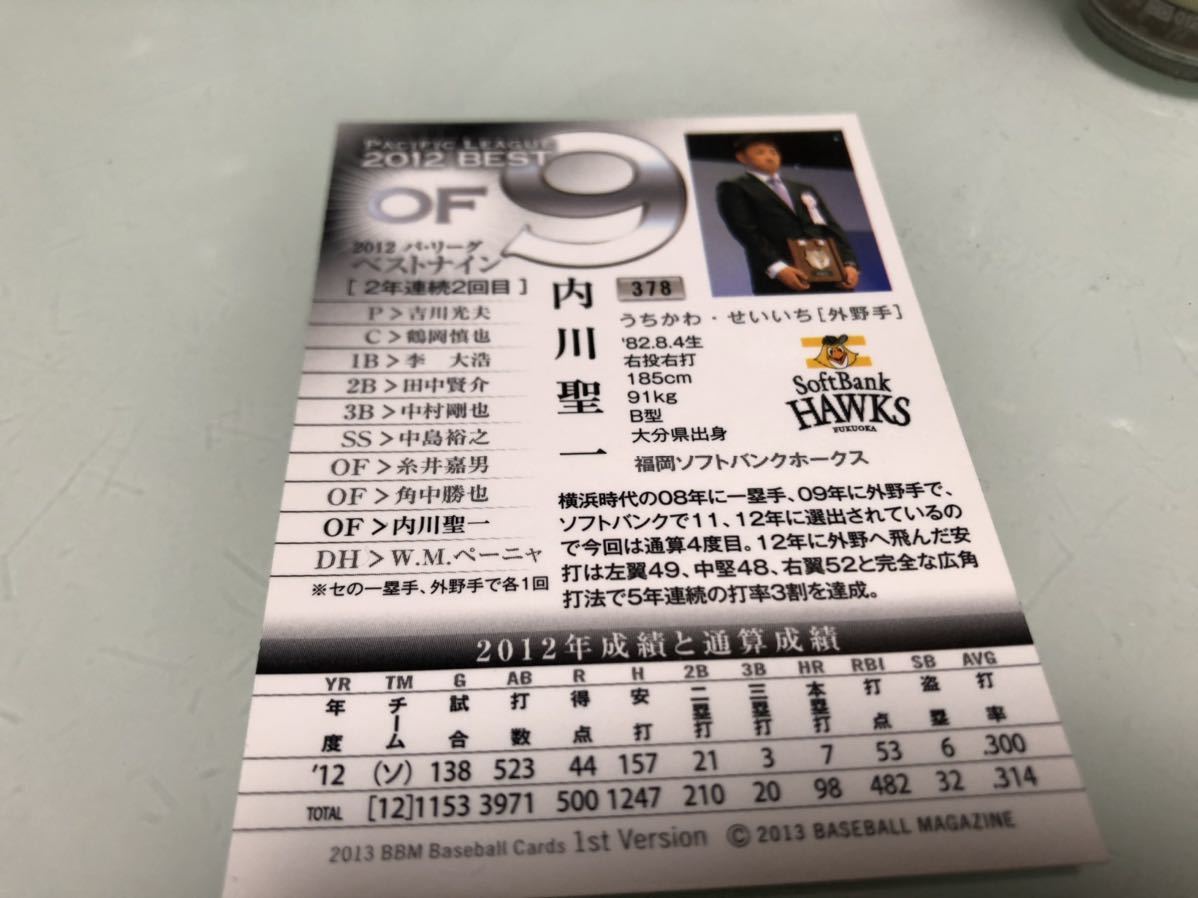 PACIFIC LEAGUE
2012 BEST
9
OF
2012 パ・リーグ
ベストナイン
[ 2年連続2回目 ]
P > 吉川光夫
C > 鶴岡慎也
1B > 李 大浩
2B > 田中賢介
3B > 中村剛也
SS > 中島裕之
OF > 糸井嘉男
OF > 角中勝也
OF > 内川聖一
DH > W.M.ペーニャ
※セの一塁手、外野手で各1回
内川聖一
378
うちかわ・せいいち[外野手]
'82.8.4生
右投右打
185cm
91kg
B型
大分県出身
福岡ソフトバンクホークス
SoftBank
HAWKS
FUKUOKA
横浜時代の08年に一塁手、09年に外野手で、
ソフトバンクで11、12年に選出されているの
で今回は通算4度目。12年に外野へ飛んだ安
打は左翼49、中堅48、右翼52と完全な広角
打法で5年連続の打率3割を達成。
2012年成績と通算成績
YR TM G AB R H 2B 3B HR RBI SB AVG
年度 チーム 試合 打数 得点 安打 二塁打 三塁打 本塁打 打点 盗塁 打率
'12 (ソ) 138 523 44 157 21 3 7 53 6 .300
TOTAL [12] 1153 3971 500 1247 210 20 98 482 32 .314
2013 BBM Baseball Cards 1st Version © 2013 BASEBALL MAGAZINE